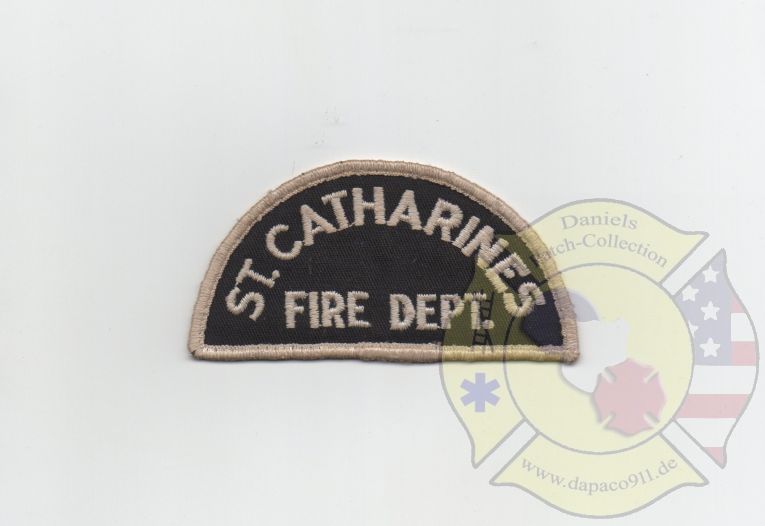 ST. CATHARINES
FIRE DEPT.
Daniels
Patch-Collection
www.dapaco911.de